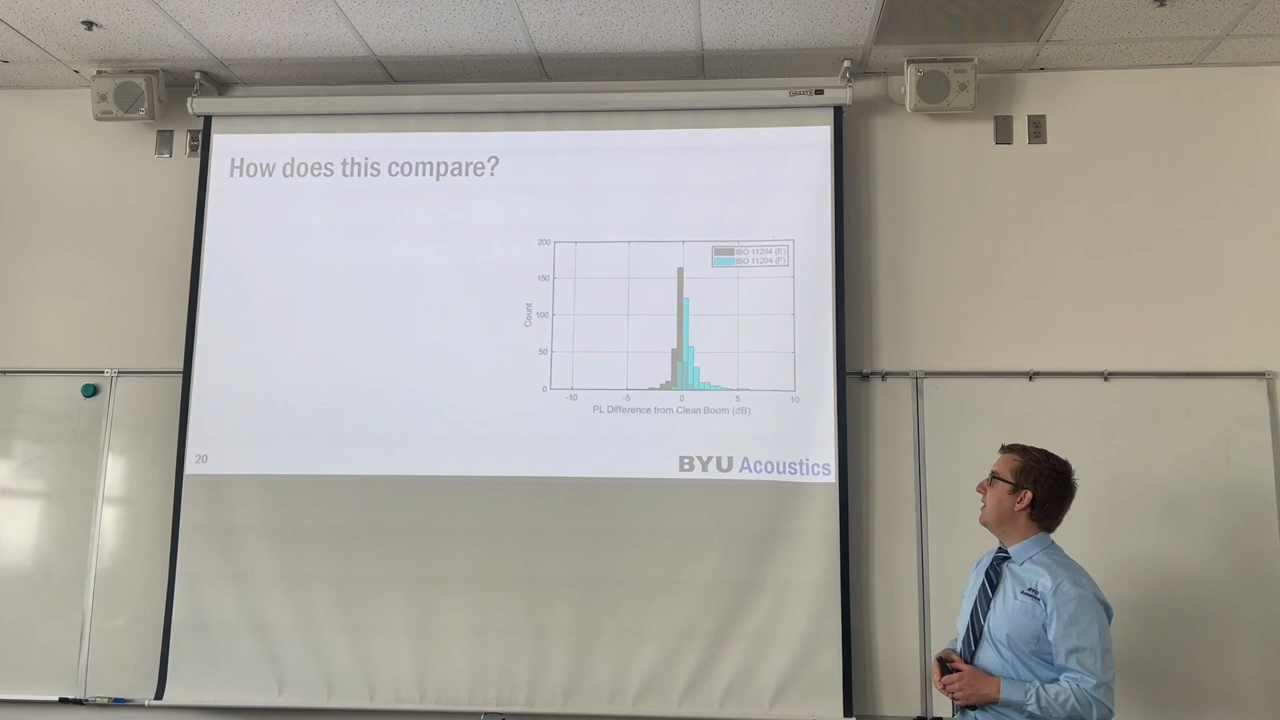 How does this compare?
200
150
100
50
0
Count
ISO 11204 (E)
ISO 11204 (F)
-10
-5
0
5
10
PL Difference from Clean Boom (dB)
20
BYU Acoustics
BYU